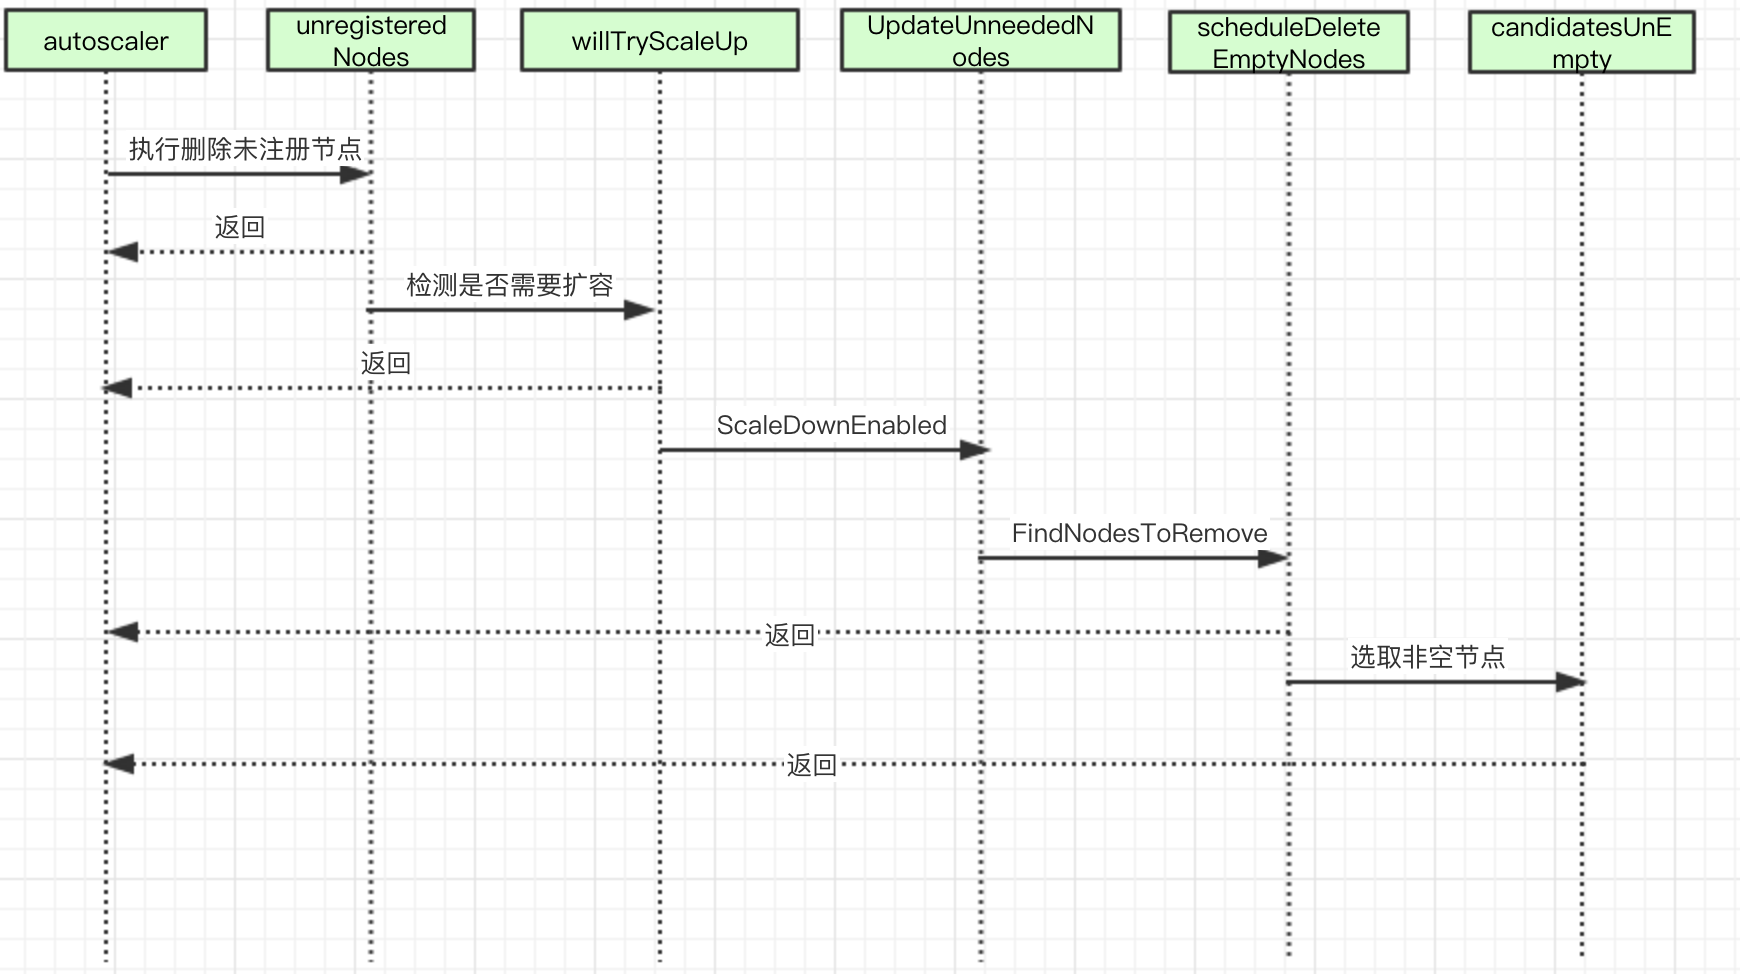 autoscaler
unregistered
Nodes
willTryScaleUp
UpdateUnneededN
odes
scheduleDelete
EmptyNodes
candidatesUnE
mpty
执行删除未注册节点
返回
检测是否需要扩容
返回
ScaleDownEnabled
FindNodesToRemove
返回
选取非空节点
返回